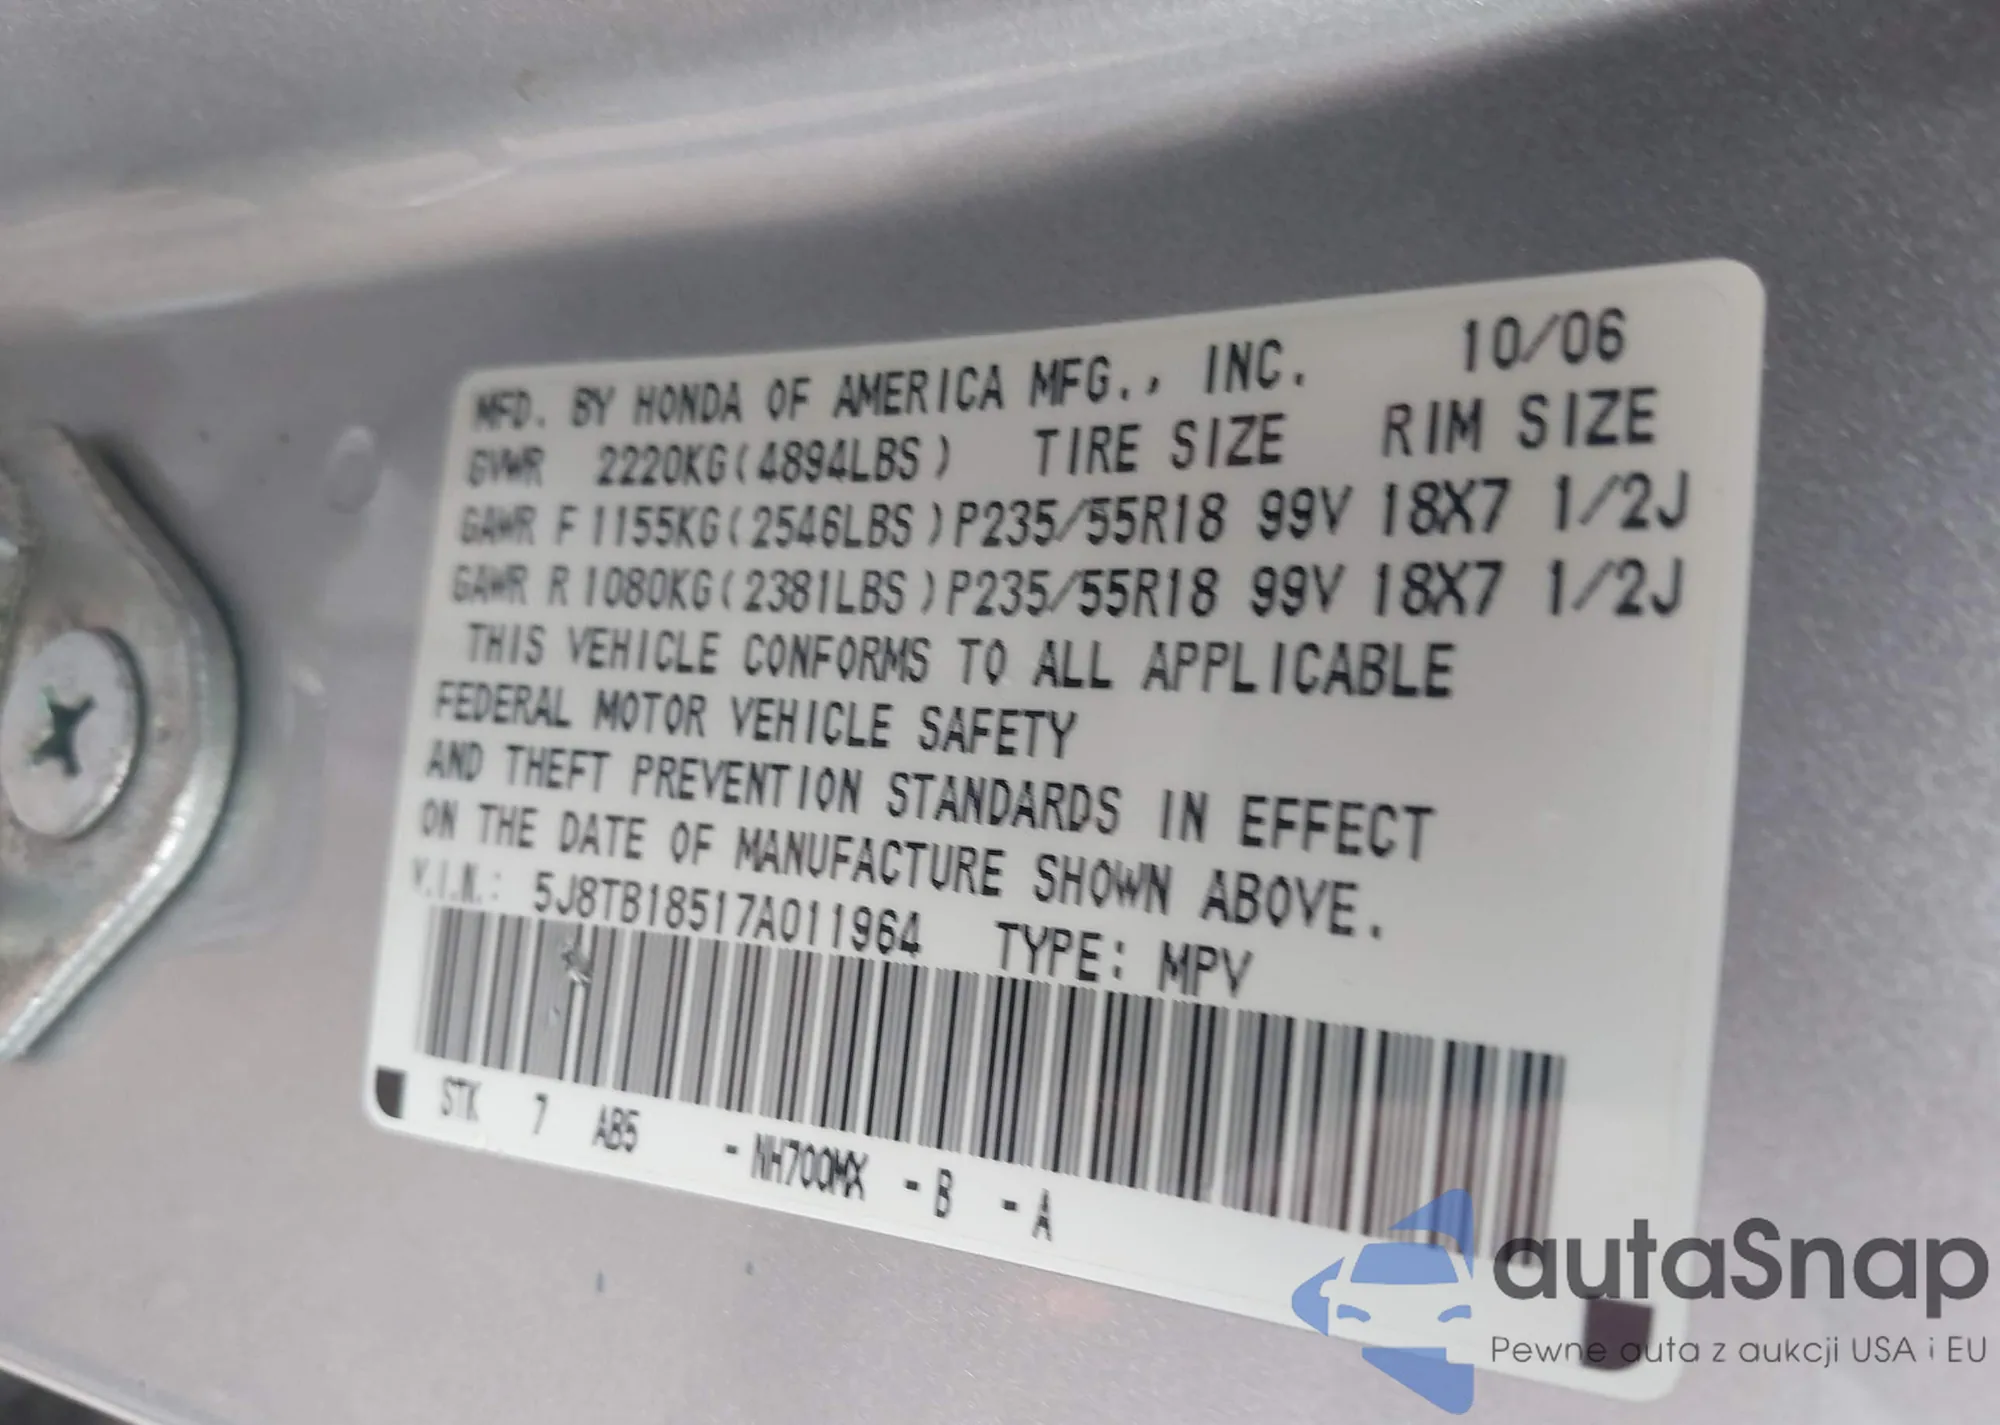 MFD. BY HONDA OF AMERICA MFG., INC. 10/06
GVWR 2220KG(4894LBS) TIRE SIZE RIM SIZE
GAWR F 1155KG(2546LBS)P235/55R18 99V 18X7 1/2J
GAWR R 1080KG(2381LBS)P235/55R18 99V 18X7 1/2J
THIS VEHICLE CONFORMS TO ALL APPLICABLE
FEDERAL MOTOR VEHICLE SAFETY
AND THEFT PREVENTION STANDARDS IN EFFECT
ON THE DATE OF MANUFACTURE SHOWN ABOVE.
V.I.N.: 5J8TB18517A011964 TYPE: MPV
STK 7 AB5 - NH700MX - B - A
autaSnap
Pewne auta z aukcji USA i EU